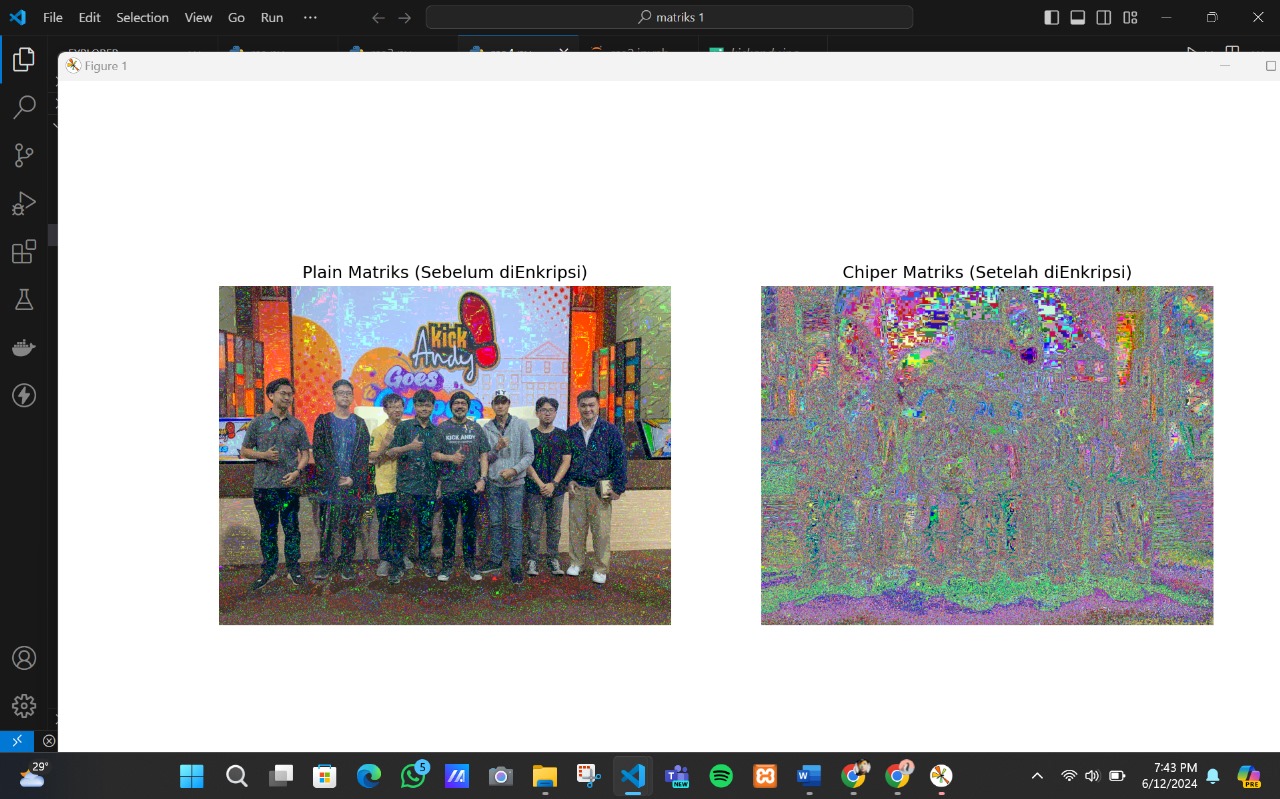 File Edit Selection View Go Run ··· matriks 1
Figure 1
Plain Matriks (Sebelum diEnkripsi)
Chiper Matriks (Setelah diEnkripsi)
kick
Andy
Goes
KICK ANDY
29°
5
NEW
W
7:43 PM
6/12/2024
PRE